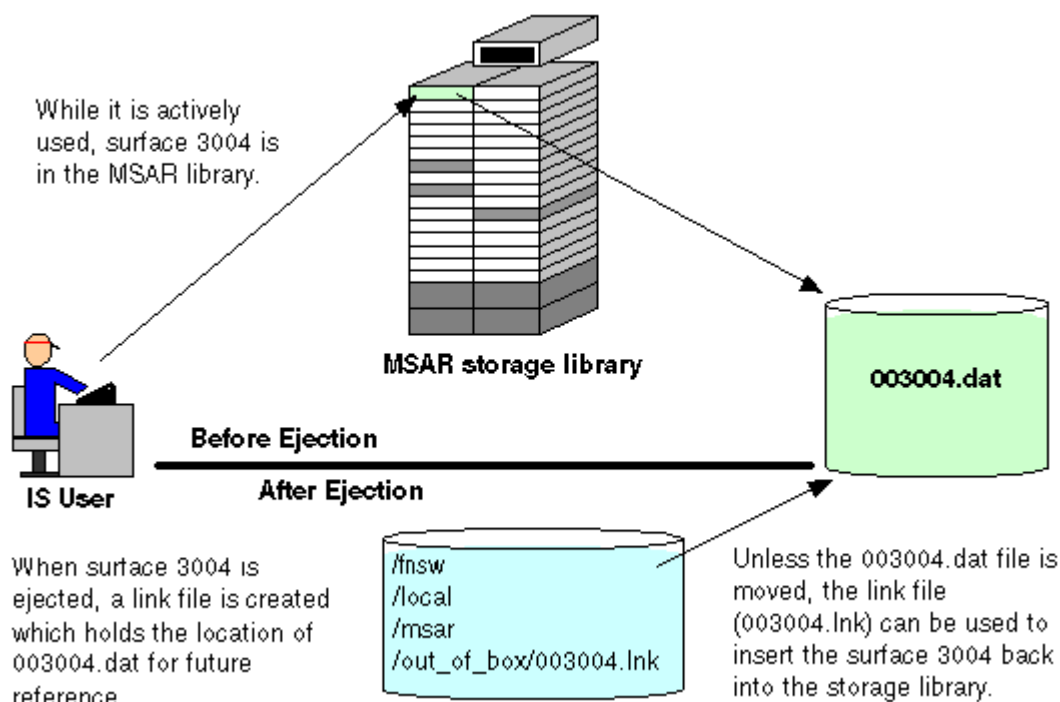 While it is actively
used, surface 3004 is
in the MSAR library.
MSAR storage library
003004.dat
Before Ejection
After Ejection
IS User
When surface 3004 is
ejected, a link file is created
which holds the location of
003004.dat for future
reference
/fnsw
/local
/msar
/out_of_box/003004.lnk
Unless the 003004.dat file is
moved, the link file
(003004.lnk) can be used to
insert the surface 3004 back
into the storage library.